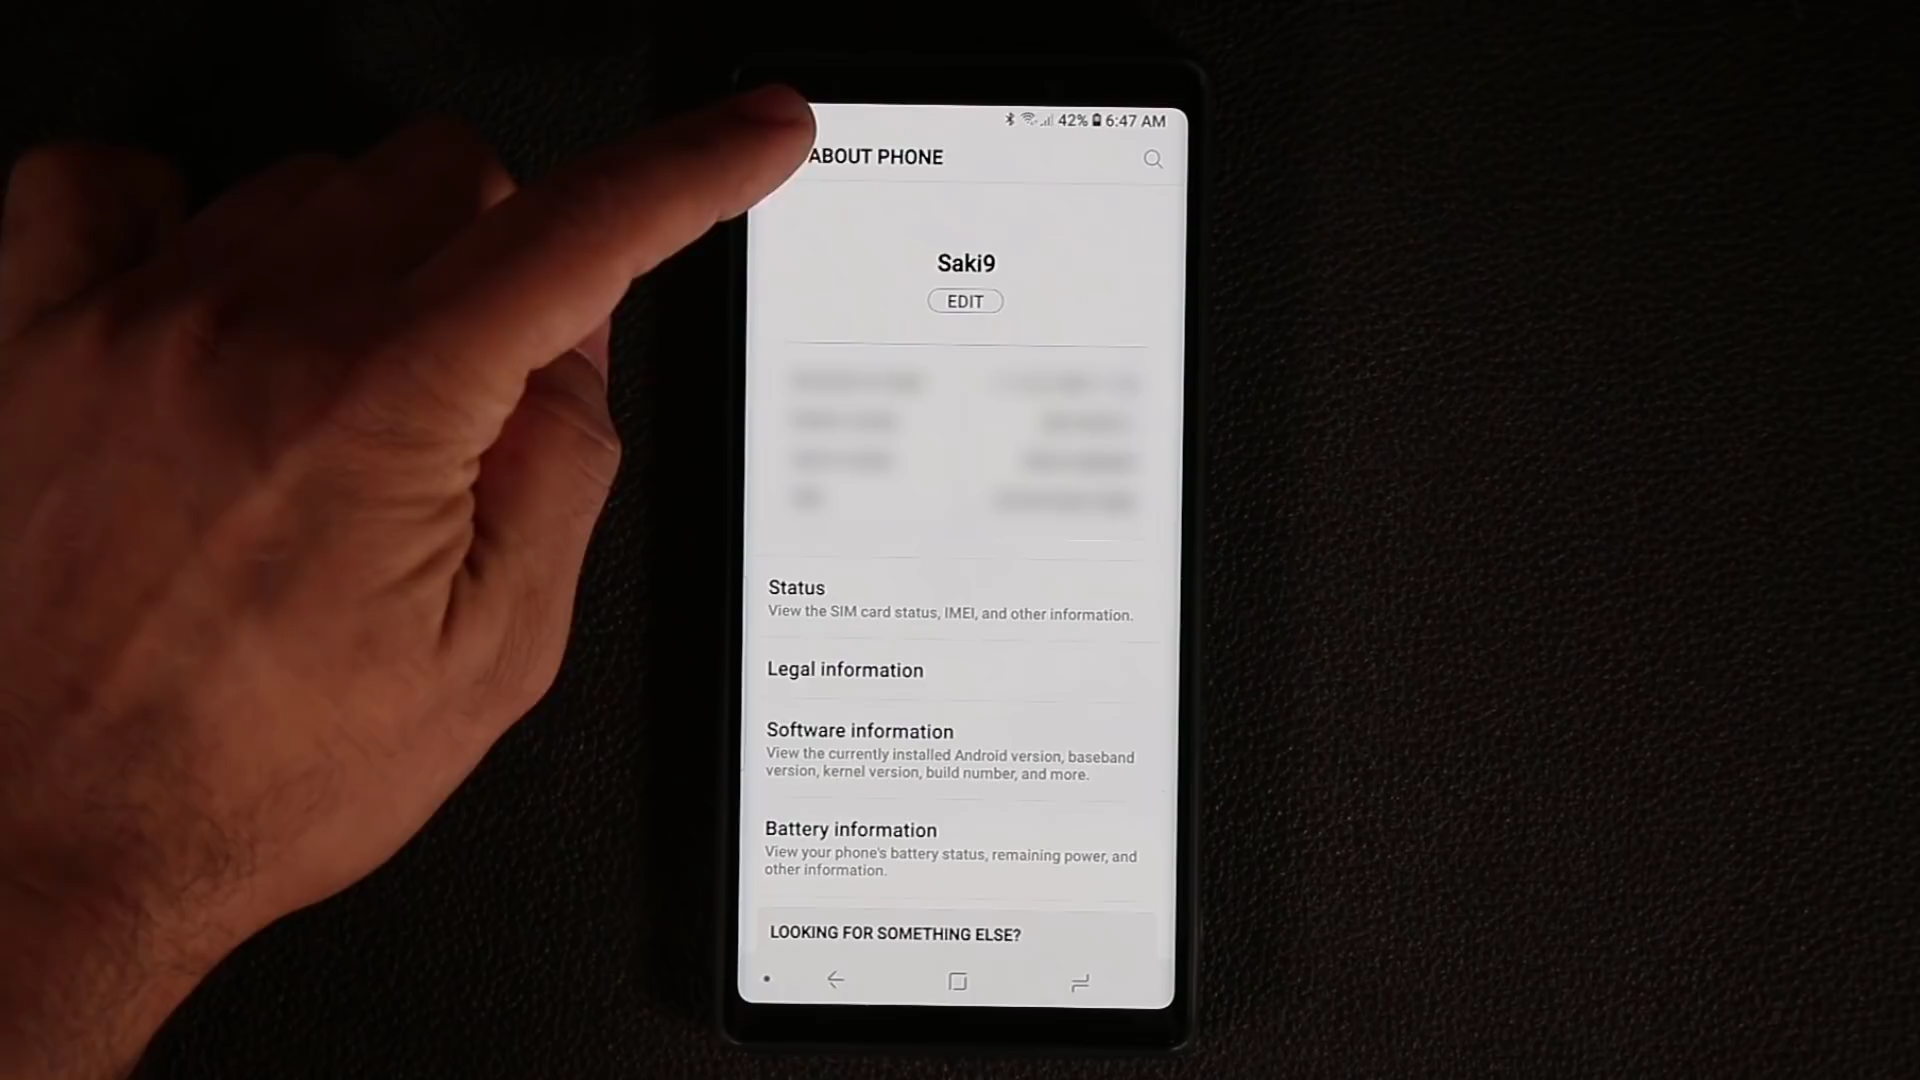 42% 6:47 AM
ABOUT PHONE
Saki9
EDIT
Status
View the SIM card status, IMEI, and other information.
Legal information
Software information
View the currently installed Android version, baseband
version, kernel version, build number, and more.
Battery information
View your phone's battery status, remaining power, and
other information.
LOOKING FOR SOMETHING ELSE?